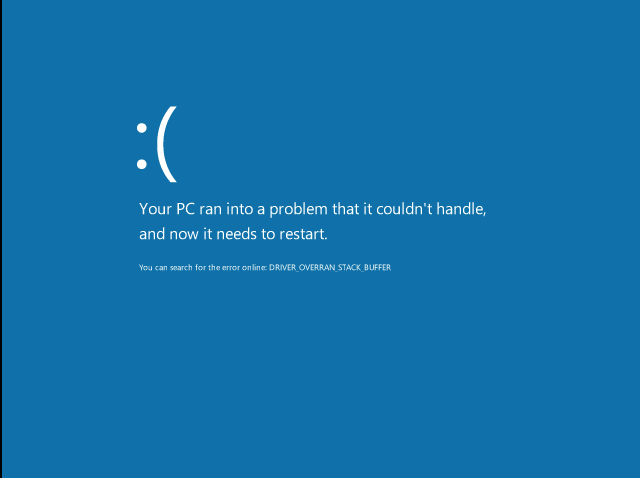 :(
Your PC ran into a problem that it couldn't handle,
and now it needs to restart.
You can search for the error online: DRIVER_OVERRAN_STACK_BUFFER